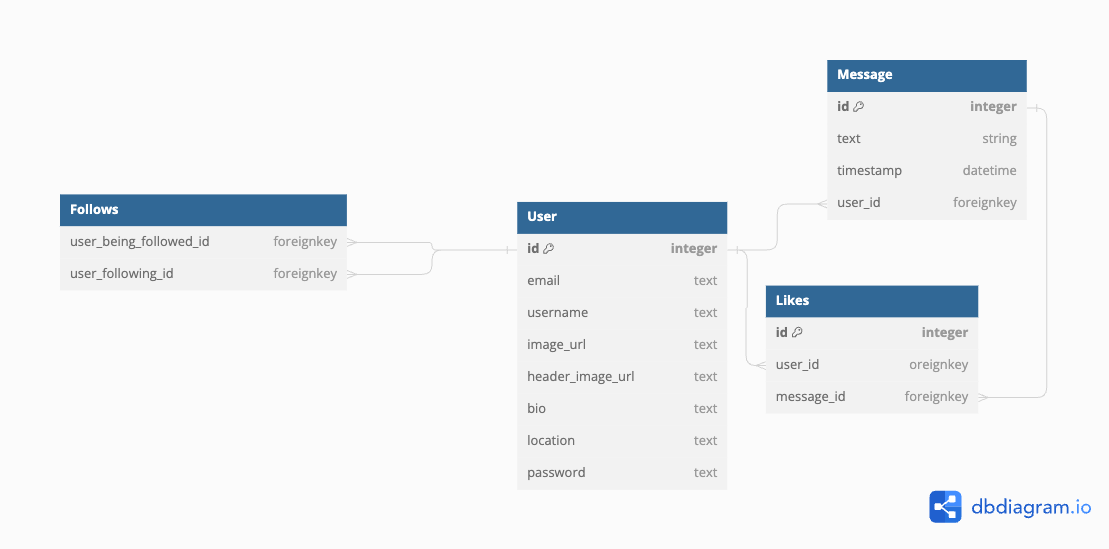 Message
id integer
text string
timestamp datetime
user_id foreignkey
Follows
user_being_followed_id foreignkey
user_following_id foreignkey
User
id integer
email text
username text
image_url text
header_image_url text
bio text
location text
password text
Likes
id integer
user_id oreignkey
message_id foreignkey
dbdiagram.io